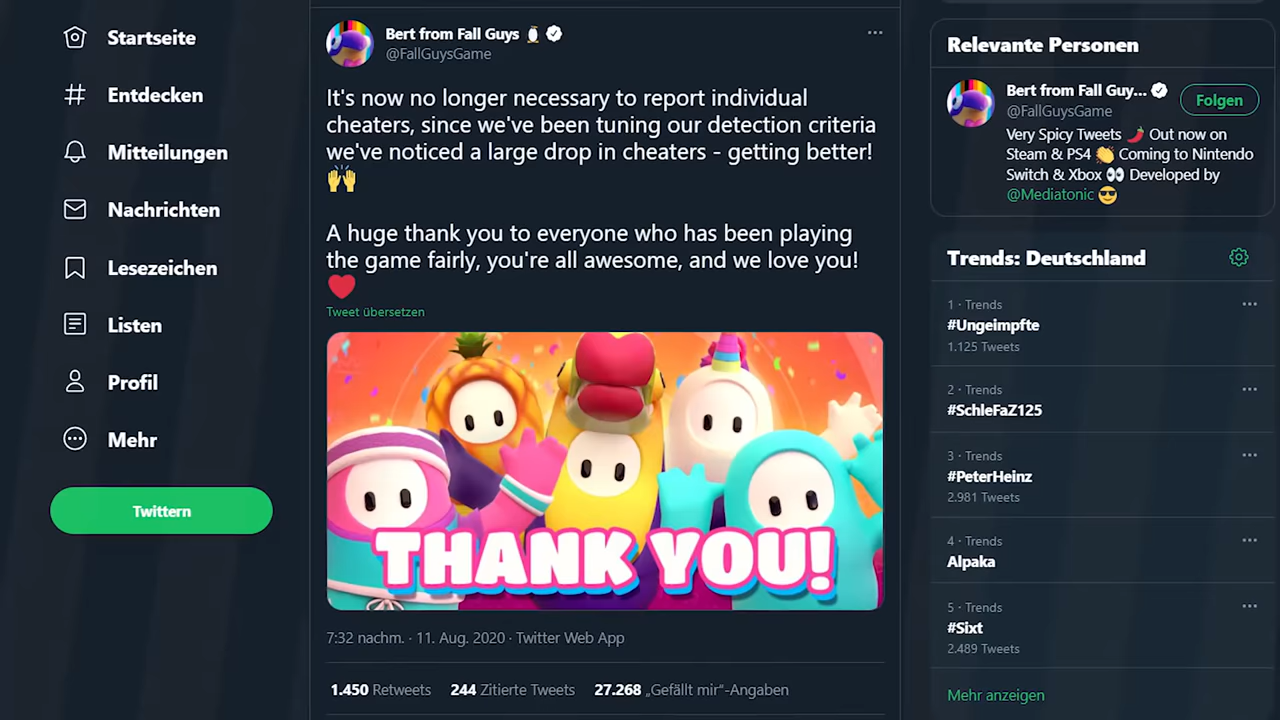 Startseite
Entdecken
Mitteilungen
Nachrichten
Lesezeichen
Listen
Profil
Mehr
Twittern
Bert from Fall Guys
@FallGuysGame
It's now no longer necessary to report individual
cheaters, since we've been tuning our detection criteria
we've noticed a large drop in cheaters - getting better!
🙌
A huge thank you to everyone who has been playing
the game fairly, you're all awesome, and we love you!
❤️
Tweet übersetzen
THANK YOU!
7:32 nachm. · 11. Aug. 2020 · Twitter Web App
1.450 Retweets 244 Zitierte Tweets 27.268 „Gefällt mir“-Angaben
Relevante Personen
Bert from Fall Guy...
@FallGuysGame
Folgen
Very Spicy Tweets 🌶️ Out now on
Steam & PS4 👏 Coming to Nintendo
Switch & Xbox 👀 Developed by
@Mediatonic 😎
Trends: Deutschland
1 · Trends
#Ungeimpfte
1.125 Tweets
2 · Trends
#SchleFaZ125
3 · Trends
#PeterHeinz
2.981 Tweets
4 · Trends
Alpaka
5 · Trends
#Sixt
2.489 Tweets
Mehr anzeigen